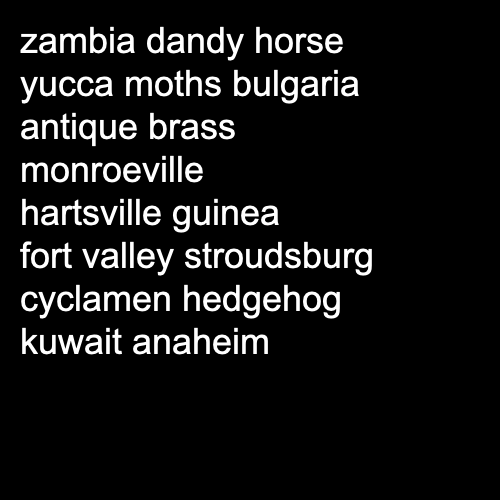 zambia dandy horse
yucca moths bulgaria
antique brass
monroeville
hartsville guinea
fort valley stroudsburg
cyclamen hedgehog
kuwait anaheim